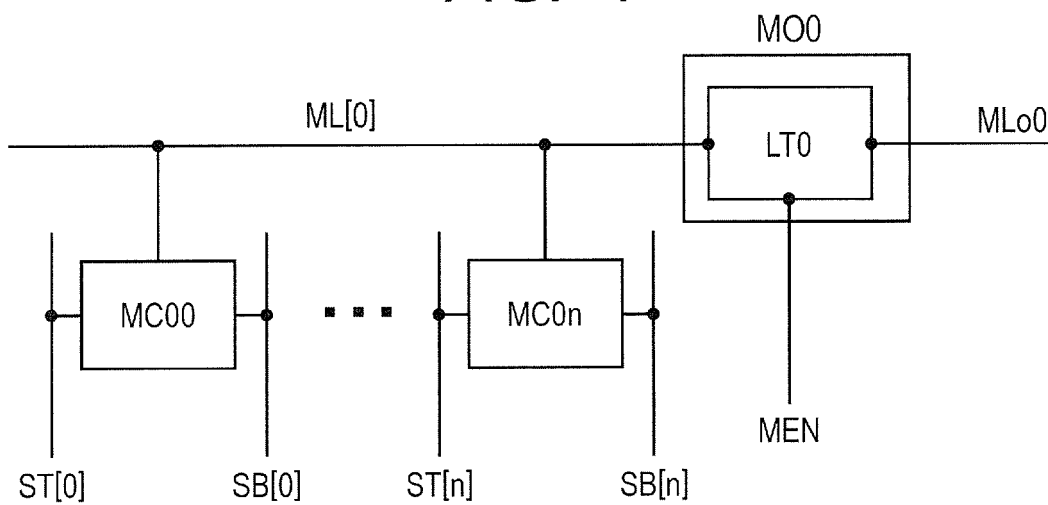 MO0
ML[0]
LT0
MLo0
MC00
MC0n
MEN
ST[0]
SB[0]
ST[n]
SB[n]